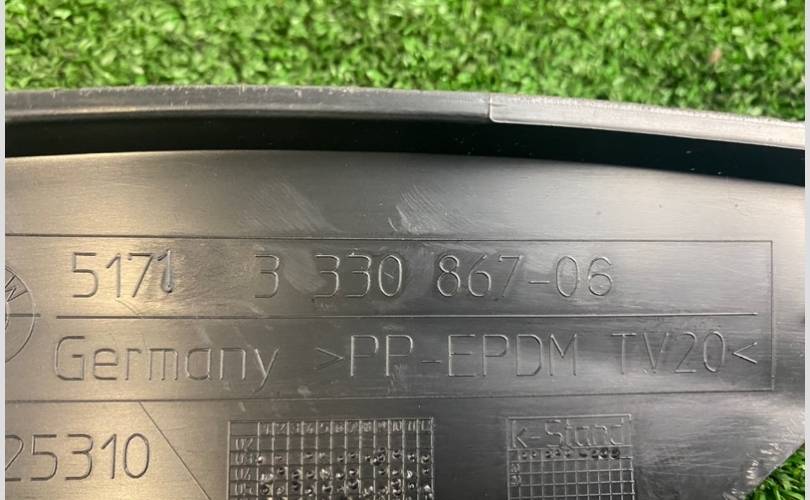 5171 3 330 867-06
Germany >PP-EPDM TV20<
25310
k-Stand